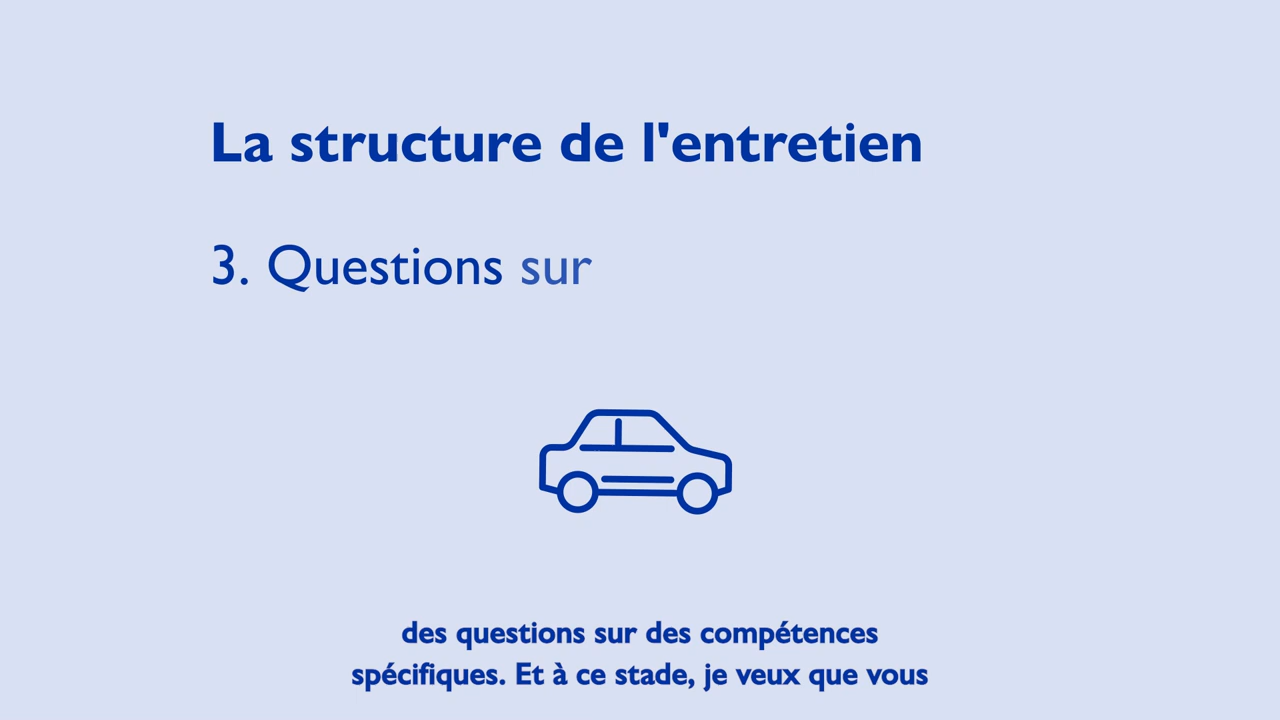 La structure de l'entretien
3. Questions sur
des questions sur des compétences
spécifiques. Et à ce stade, je veux que vous